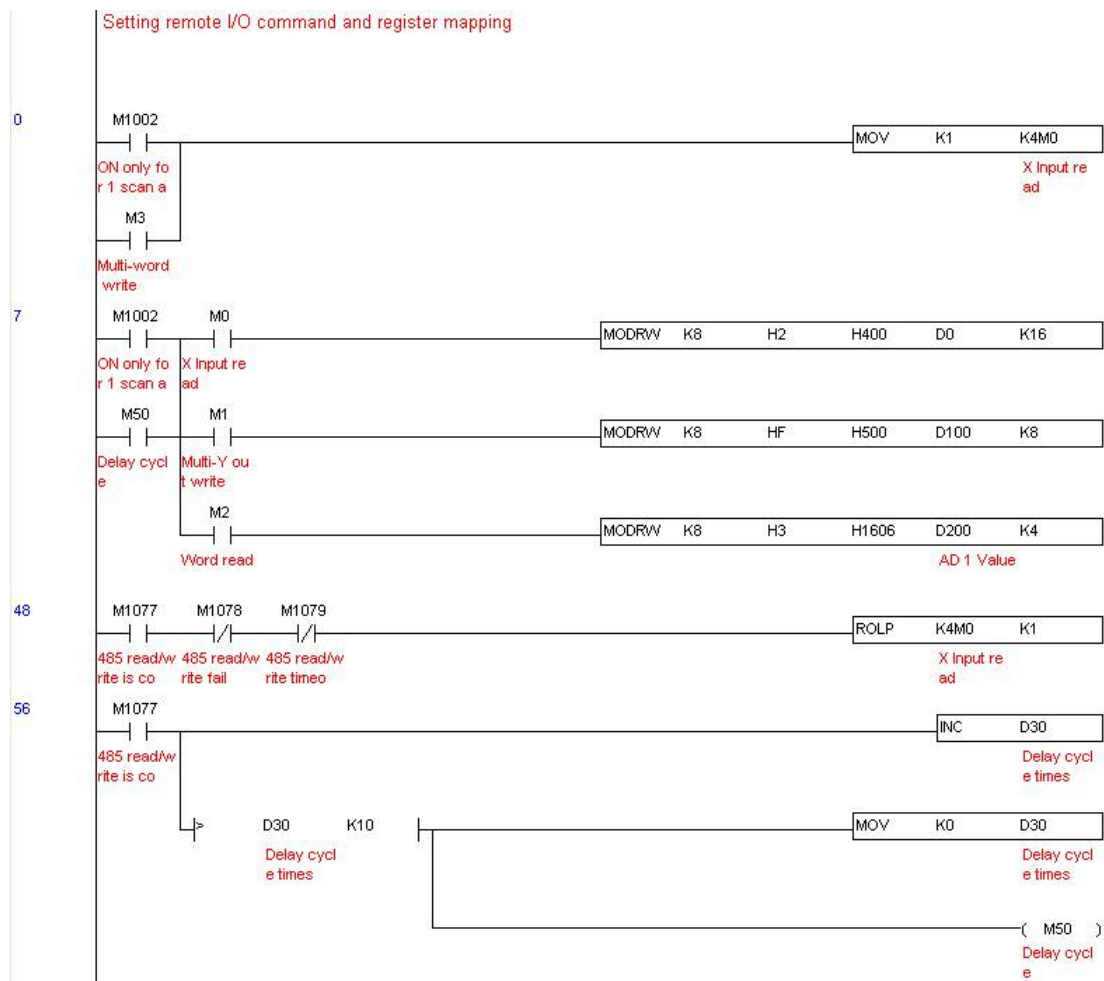 Setting remote I/O command and register mapping
0
M1002
MOV K1 K4M0
ON only fo
r 1 scan a
X Input re
ad
M3
Multi-word
write
7
M1002 M0
MODRW K8 H2 H400 D0 K16
ON only fo X Input re
r 1 scan a ad
M50 M1
MODRW K8 HF H500 D100 K8
Delay cycl Multi-Y ou
e t write
M2
MODRW K8 H3 H1606 D200 K4
Word read AD 1 Value
48
M1077 M1078 M1079
ROLP K4M0 K1
485 read/w 485 read/w 485 read/w X Input re
rite is co rite fail rite timeo ad
56
M1077
INC D30
485 read/w Delay cycl
rite is co e times
> D30 K10 MOV K0 D30
Delay cycl Delay cycl
e times e times
( M50 )
Delay cycl
e